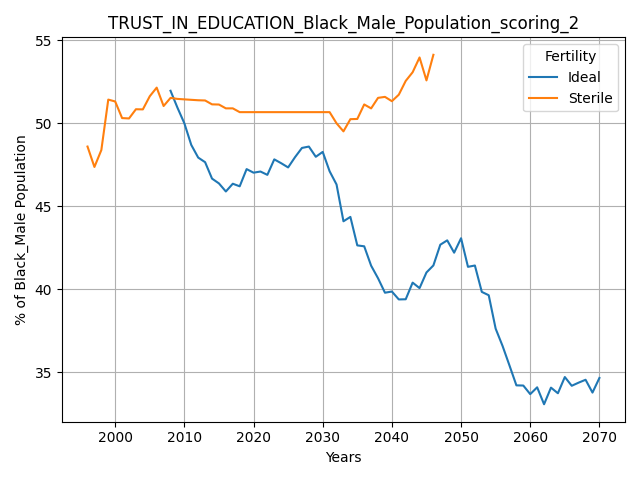 TRUST_IN_EDUCATION_Black_Male_Population_scoring_2
% of Black_Male Population
55
50
45
40
35
Fertility
Ideal
Sterile
2000 2010 2020 2030 2040 2050 2060 2070
Years